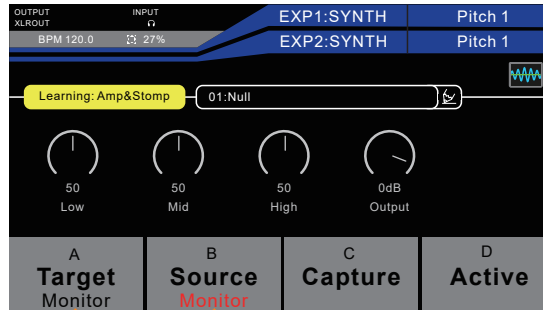 OUTPUT INPUT
XLROUT
BPM 120.0 27%
EXP1:SYNTH Pitch 1
EXP2:SYNTH Pitch 1
Learning: Amp&Stomp 01:Null
50 50 50 0dB
Low Mid High Output
A B C D
Target Source Capture Active
Monitor Monitor